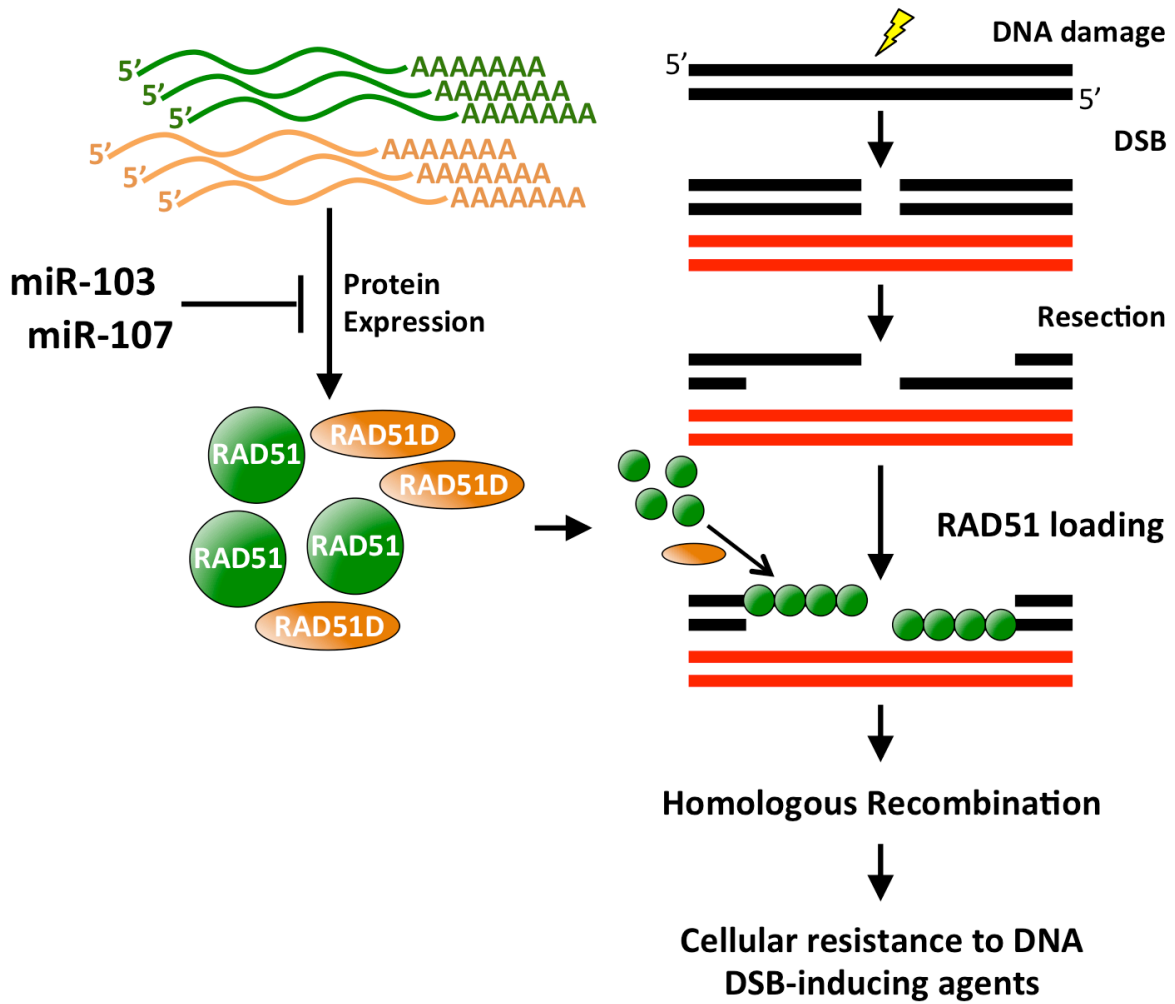 5’ AAAAAAA
5’ AAAAAAA
5’ AAAAAAA
5’ AAAAAAA
5’ AAAAAAA
5’ AAAAAAA
miR-103
miR-107
Protein
Expression
RAD51
RAD51D
RAD51D
RAD51
RAD51
RAD51D
DNA damage
5’
5’
DSB
Resection
RAD51 loading
Homologous Recombination
Cellular resistance to DNA
DSB-inducing agents